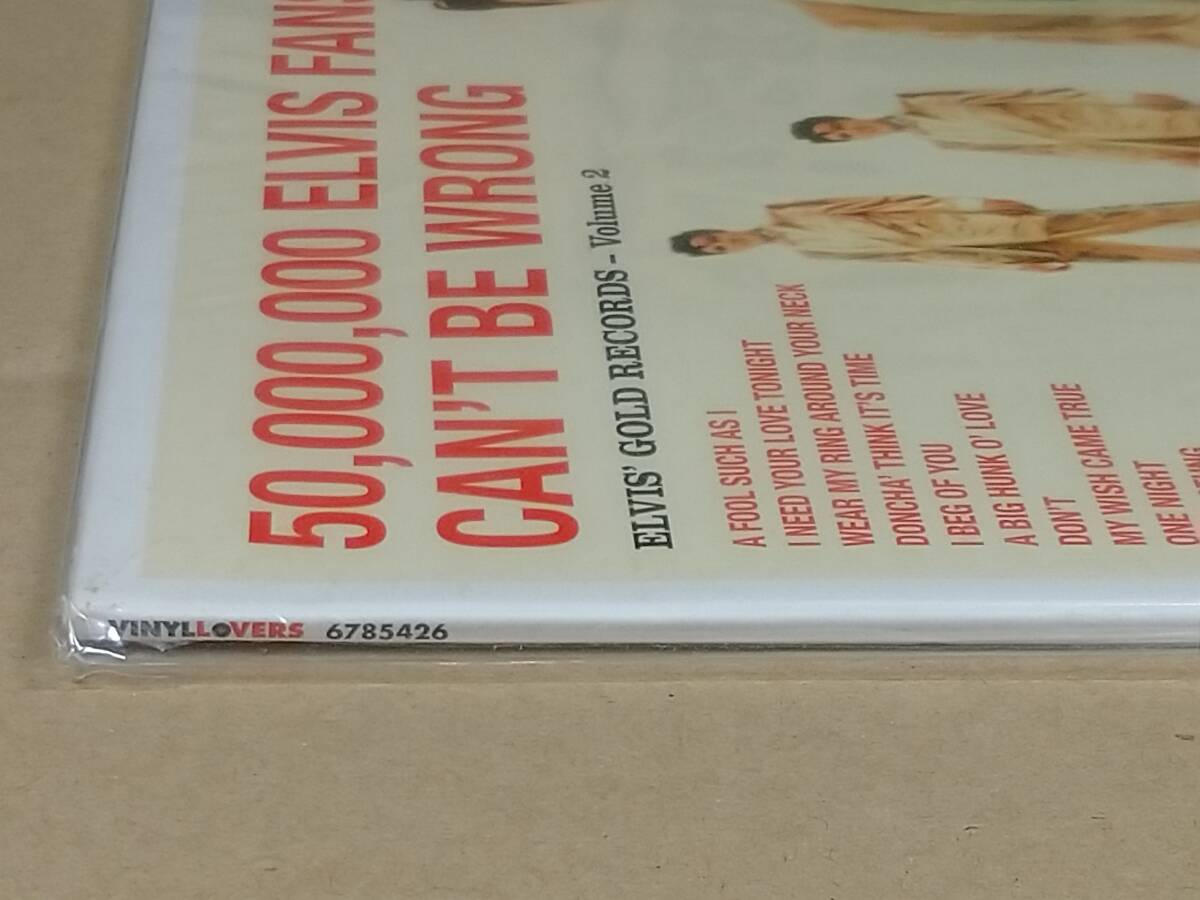 50,000,000 ELVIS FANS
CAN'T BE WRONG
ELVIS' GOLD RECORDS – Volume 2
A FOOL SUCH AS I
I NEED YOUR LOVE TONIGHT
WEAR MY RING AROUND YOUR NECK
DONCHA' THINK IT'S TIME
I BEG OF YOU
A BIG HUNK O' LOVE
DON'T
MY WISH CAME TRUE
ONE NIGHT
VINYLLOVERS 6785426